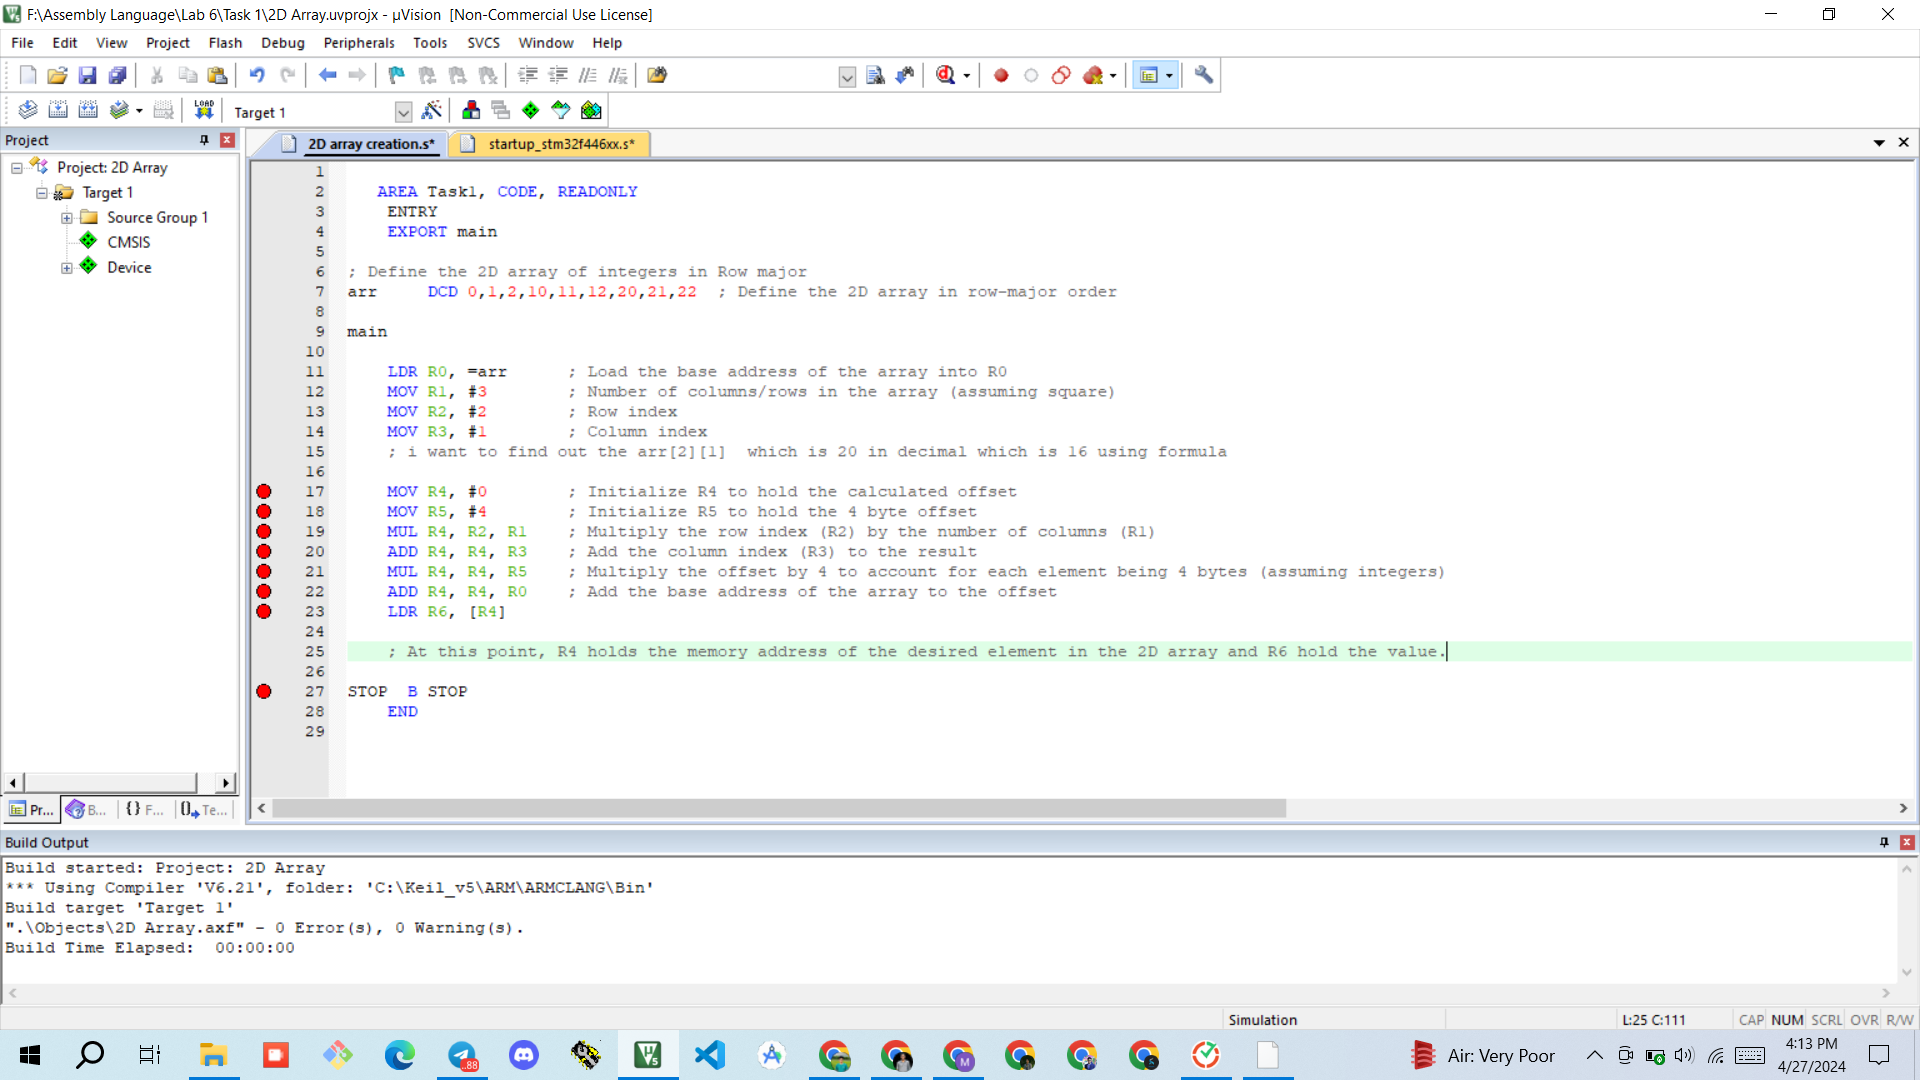 F:\Assembly Language\Lab 6\Task 1\2D Array.uvprojx - µVision [Non-Commercial Use License]
File Edit View Project Flash Debug Peripherals Tools SVCS Window Help
LOAD Target 1
Project
Project: 2D Array
Target 1
Source Group 1
CMSIS
Device
Pr... B... {} F... Te...
2D array creation.s* startup_stm32f446xx.s*
1
2 AREA Task1, CODE, READONLY
3 ENTRY
4 EXPORT main
5
6 ; Define the 2D array of integers in Row major
7 arr DCD 0,1,2,10,11,12,20,21,22 ; Define the 2D array in row-major order
8
9 main
10
11 LDR R0, =arr ; Load the base address of the array into R0
12 MOV R1, #3 ; Number of columns/rows in the array (assuming square)
13 MOV R2, #2 ; Row index
14 MOV R3, #1 ; Column index
15 ; i want to find out the arr[2][1] which is 20 in decimal which is 16 using formula
16
17 MOV R4, #0 ; Initialize R4 to hold the calculated offset
18 MOV R5, #4 ; Initialize R5 to hold the 4 byte offset
19 MUL R4, R2, R1 ; Multiply the row index (R2) by the number of columns (R1)
20 ADD R4, R4, R3 ; Add the column index (R3) to the result
21 MUL R4, R4, R5 ; Multiply the offset by 4 to account for each element being 4 bytes (assuming integers)
22 ADD R4, R4, R0 ; Add the base address of the array to the offset
23 LDR R6, [R4]
24
25 ; At this point, R4 holds the memory address of the desired element in the 2D array and R6 hold the value.
26
27 STOP B STOP
28 END
29
Build Output
Build started: Project: 2D Array
*** Using Compiler 'V6.21', folder: 'C:\Keil_v5\ARM\ARMCLANG\Bin'
Build target 'Target 1'
".\Objects\2D Array.axf" - 0 Error(s), 0 Warning(s).
Build Time Elapsed: 00:00:00
Simulation L:25 C:111 CAP NUM SCRL OVR R/W
..88
M
Air: Very Poor
4:13 PM
4/27/2024